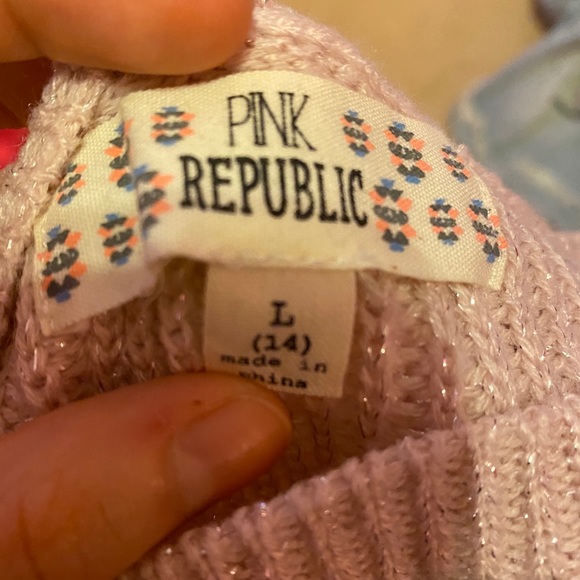 PINK
REPUBLIC
L
(14)
made in
china